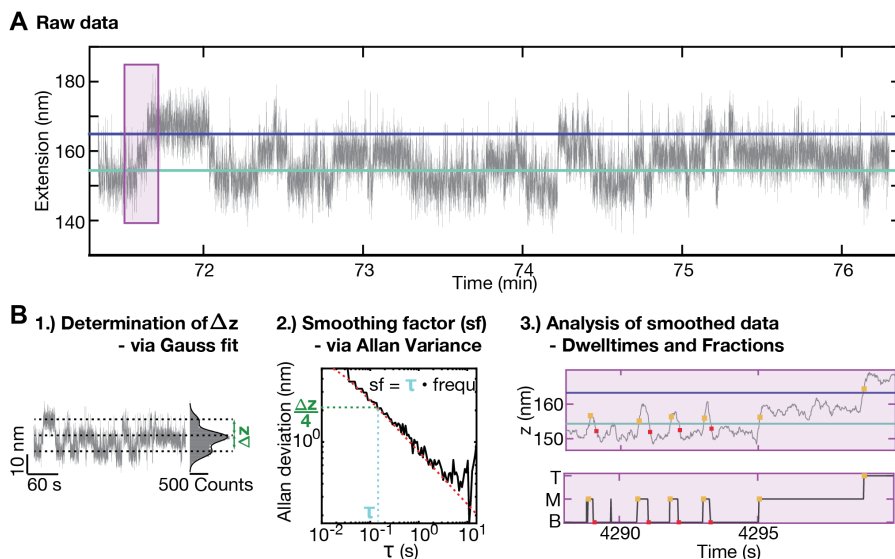 A Raw data
Extension (nm)
180
160
140
72
73
74
75
76
Time (min)
B 1.) Determination of Δz
- via Gauss fit
10 nm
60 s
500 Counts
Δz
2.) Smoothing factor (sf)
- via Allan Variance
Allan deviation (nm)
sf = τ • frequ
Δz
4
10⁰
τ
10⁻² 10⁻¹ 10⁰ 10¹
τ (s)
3.) Analysis of smoothed data
- Dwelltimes and Fractions
z (nm)
160
150
T
M
B
4290
4295
Time (s)